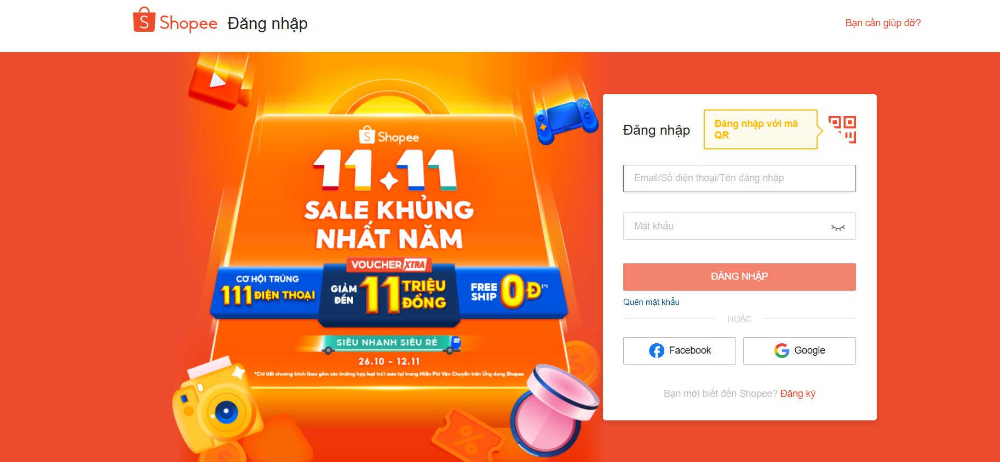 Shopee Đăng nhập
Bạn cần giúp đỡ?
Shopee
11.11
SALE KHỦNG
NHẤT NĂM
VOUCHER XTRA
CƠ HỘI TRÚNG
111 ĐIỆN THOẠI
GIẢM ĐẾN 11 TRIỆU ĐỒNG
FREE SHIP 0Đ(*)
SIÊU NHANH SIÊU RẺ
26.10 - 12.11
*Chi tiết chương trình (bao gồm các trường hợp loại trừ) xem tại trang Miễn Phí Vận Chuyển trên Ứng dụng Shopee
Đăng nhập
Đăng nhập với mã
QR
Email/Số điện thoại/Tên đăng nhập
Mật khẩu
ĐĂNG NHẬP
Quên mật khẩu
HOẶC
Facebook
Google
Bạn mới biết đến Shopee? Đăng ký